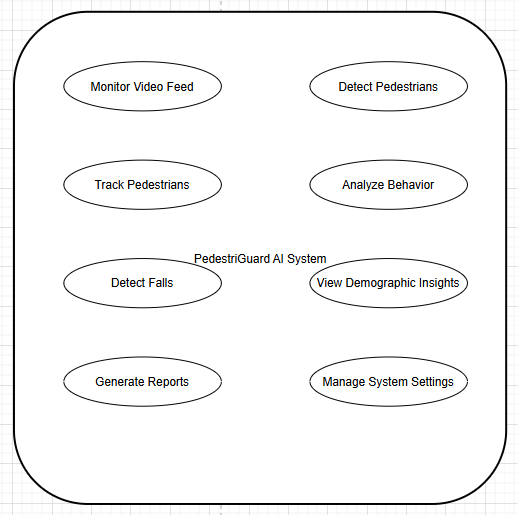 Monitor Video Feed
Detect Pedestrians
Track Pedestrians
Analyze Behavior
PedestriGuard AI System
Detect Falls
View Demographic Insights
Generate Reports
Manage System Settings